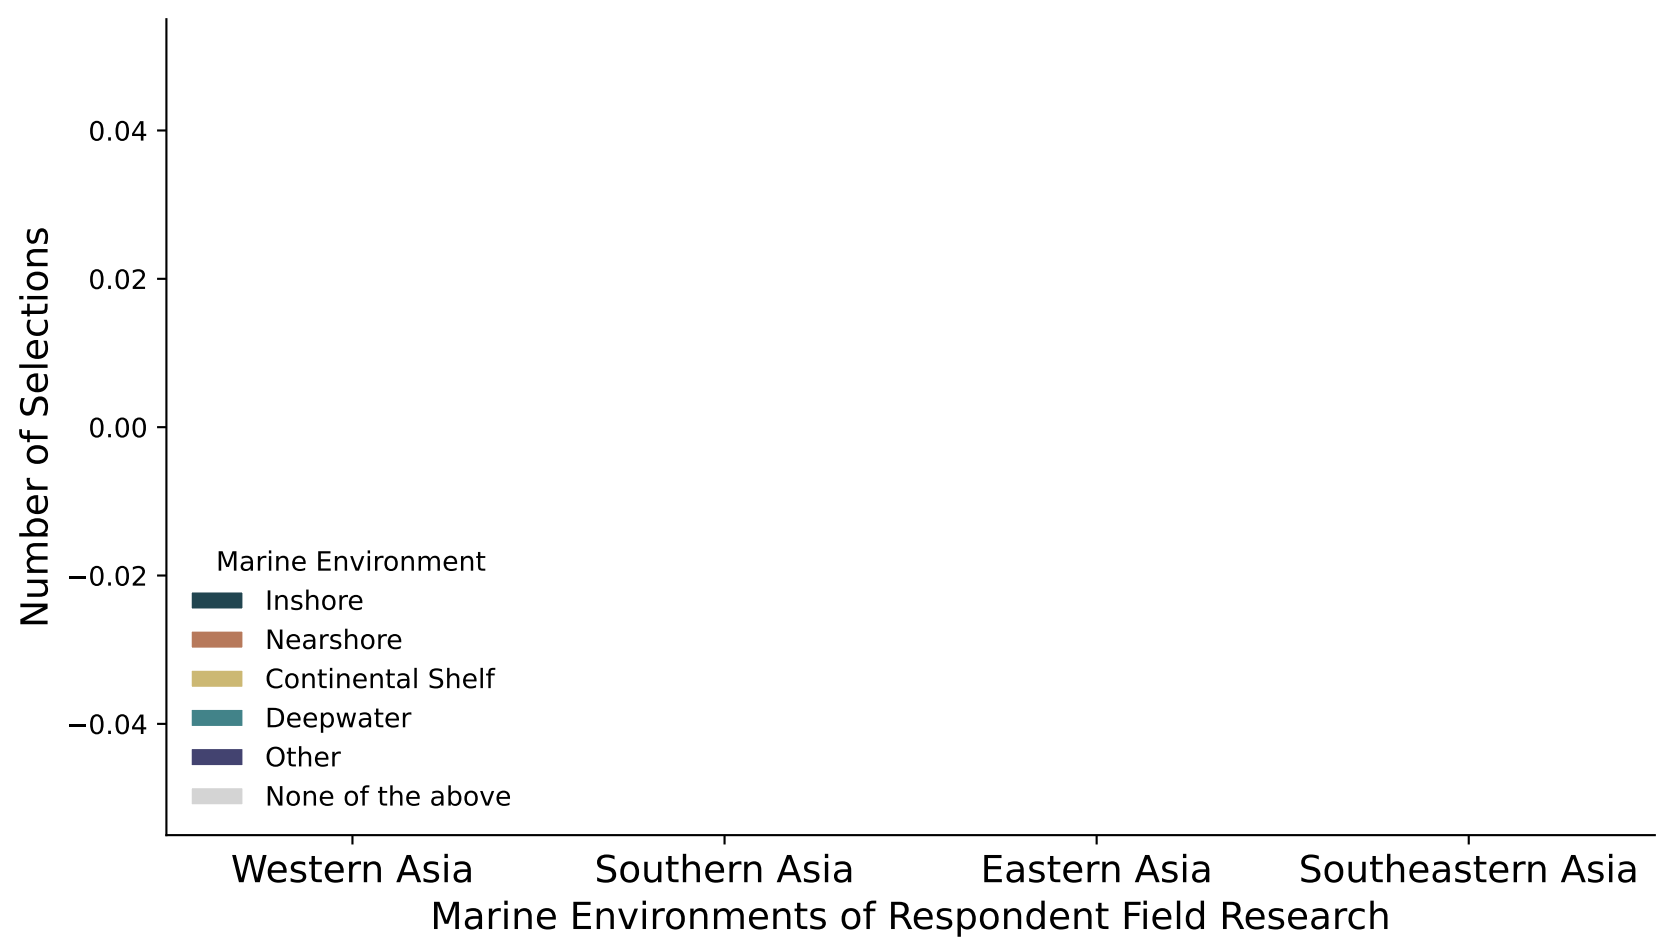 Number of Selections
0.04
0.02
0.00
−0.02
−0.04
Marine Environment
Inshore
Nearshore
Continental Shelf
Deepwater
Other
None of the above
Western Asia
Southern Asia
Eastern Asia
Southeastern Asia
Marine Environments of Respondent Field Research